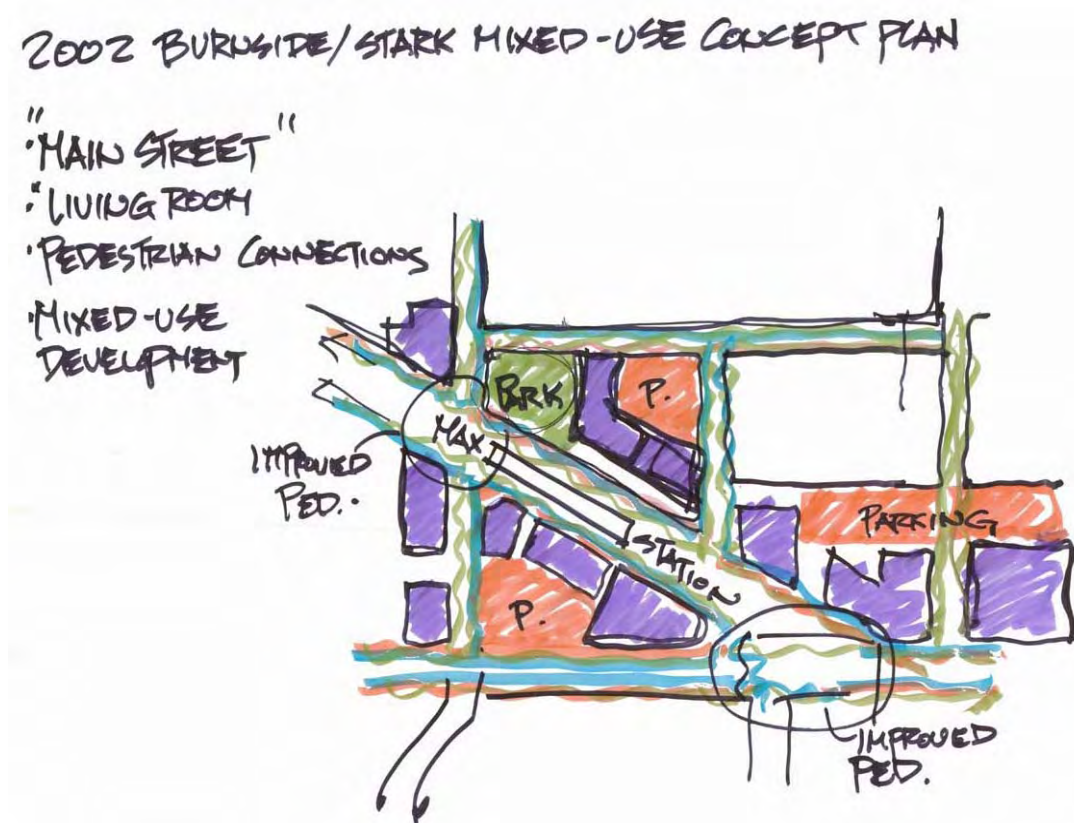 2002 BURNSIDE/STARK MIXED-USE CONCEPT PLAN
"
• MAIN STREET"
• "LIVING ROOM
• PEDESTRIAN CONNECTIONS
• MIXED-USE
DEVELOPMENT
PARK
P.
MAX
IMPROVED
PED.
STATION
PARKING
P.
IMPROVED
PED.